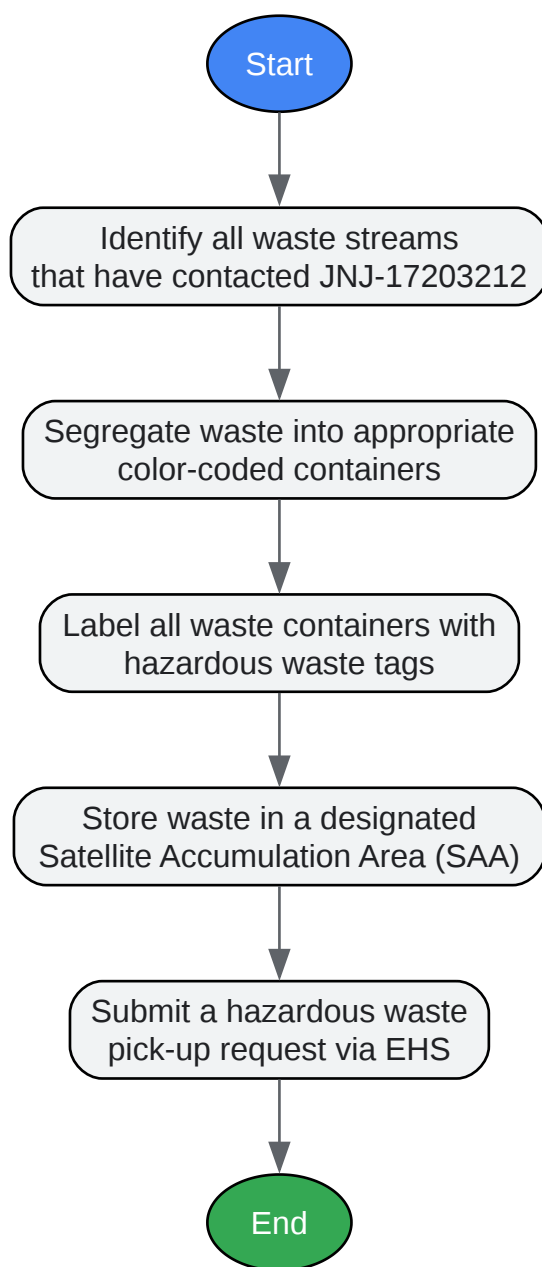 Start
Identify all waste streams
that have contacted JNJ-17203212
Segregate waste into appropriate
color-coded containers
Label all waste containers with
hazardous waste tags
Store waste in a designated
Satellite Accumulation Area (SAA)
Submit a hazardous waste
pick-up request via EHS
End